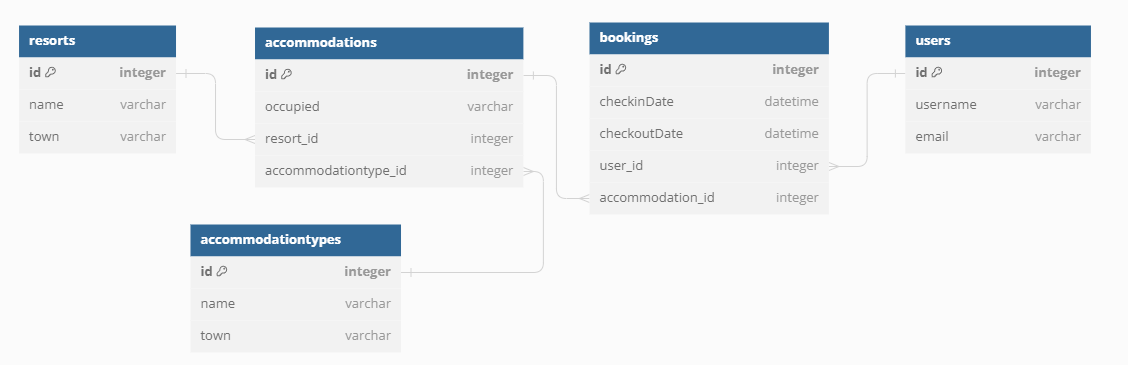 resorts
id integer
name varchar
town varchar
accommodations
id integer
occupied varchar
resort_id integer
accommodationtype_id integer
bookings
id integer
checkinDate datetime
checkoutDate datetime
user_id integer
accommodation_id integer
users
id integer
username varchar
email varchar
accommodationtypes
id integer
name varchar
town varchar